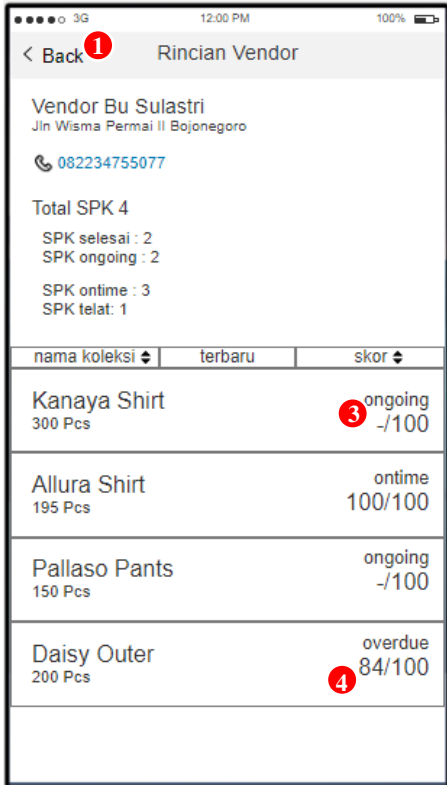 3G 12:00 PM 100%
< Back 1 Rincian Vendor
Vendor Bu Sulastri
Jln Wisma Permai II Bojonegoro
082234755077
Total SPK 4
SPK selesai : 2
SPK ongoing : 2
SPK ontime : 3
SPK telat: 1
nama koleksi terbaru skor
Kanaya Shirt
300 Pcs
ongoing
3 -/100
Allura Shirt
195 Pcs
ontime
100/100
Pallaso Pants
150 Pcs
ongoing
-/100
Daisy Outer
200 Pcs
overdue
4 84/100